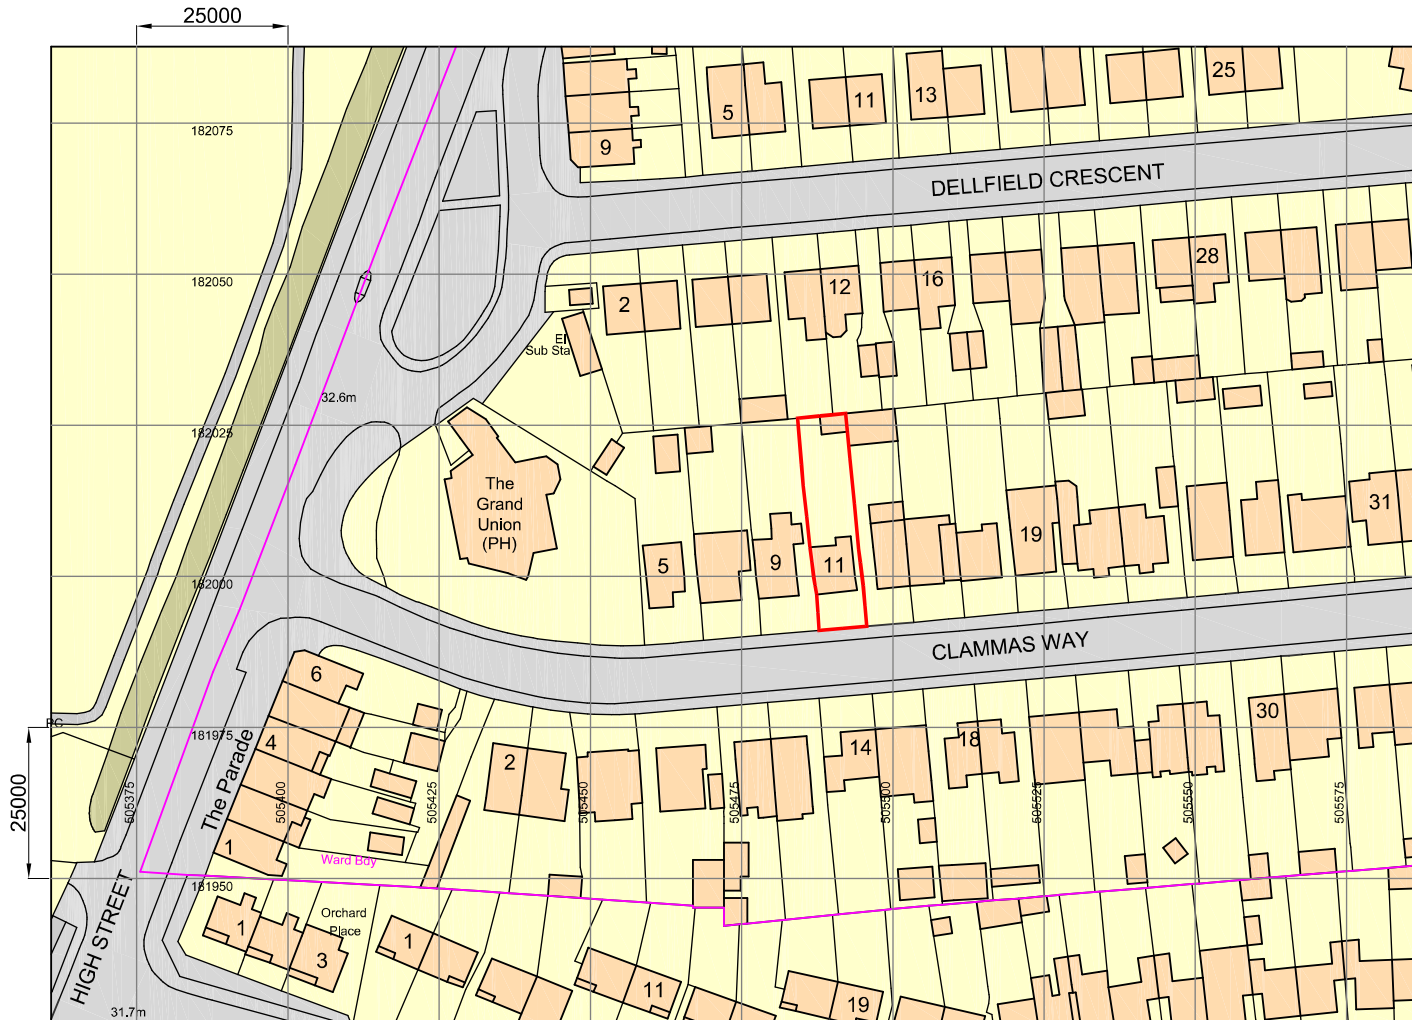 25000
25
5
11
13
9
182075
DELLFIELD CRESCENT
182050
2
12
16
28
El
Sub Sta
32.6m
182025
The
Grand
Union
(PH)
5
9
11
19
31
182000
CLAMMAS WAY
6
PC
181975
4
The Parade
2
14
18
30
25000
505375
505400
505425
505450
505475
505500
505525
505550
505575
1
Ward Bdy
181950
HIGH STREET
Orchard
Place
1
3
1
11
19
31.7m